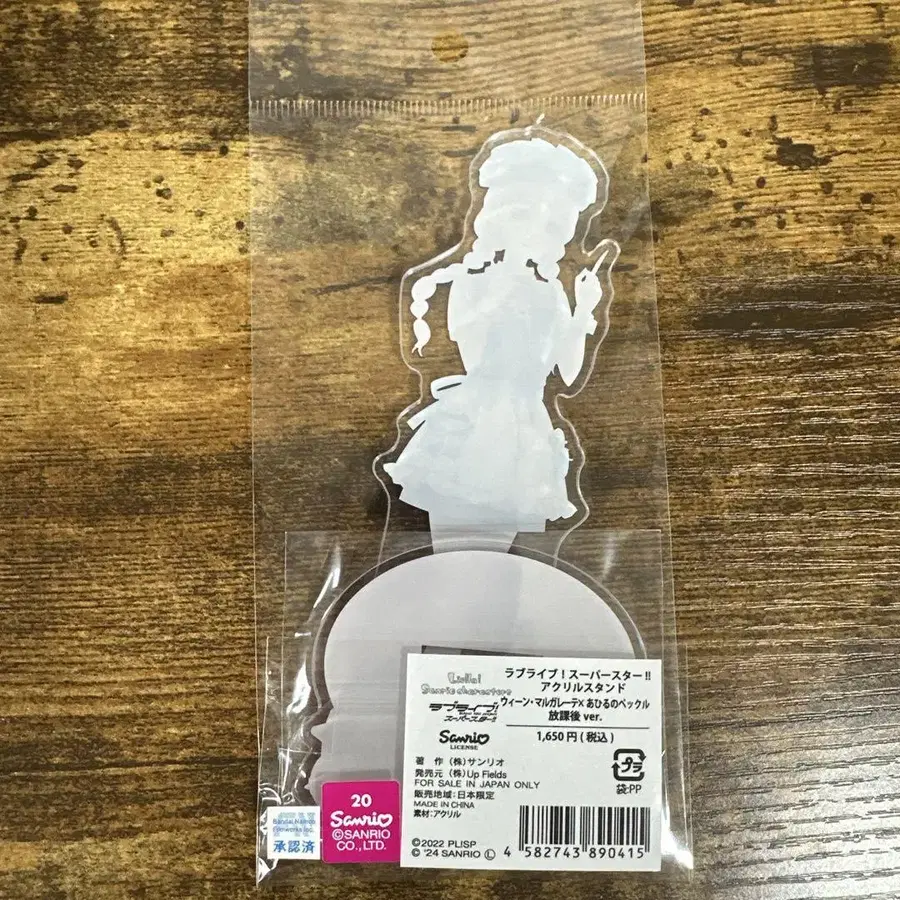 Liella!
Sanrio characters
ラブライブ!
スーパースター!!
Sanrio
LICENSE
ラブライブ!スーパースター!!
アクリルスタンド
ウィーン・マルガレーテ×あひるのペックル
放課後 ver.
1,650円(税込)
著 作 (株)サンリオ
発売元 (株)Up Fields
FOR SALE IN JAPAN ONLY
販売地域:日本限定
MADE IN CHINA
素材:アクリル
プラ
袋:PP
©2022 PLISP
©'24 SANRIO Ⓛ
4 582743 890415
Bandai Namco
Filmworks Inc.
承認済
20
Sanrio
©SANRIO
CO.,LTD.